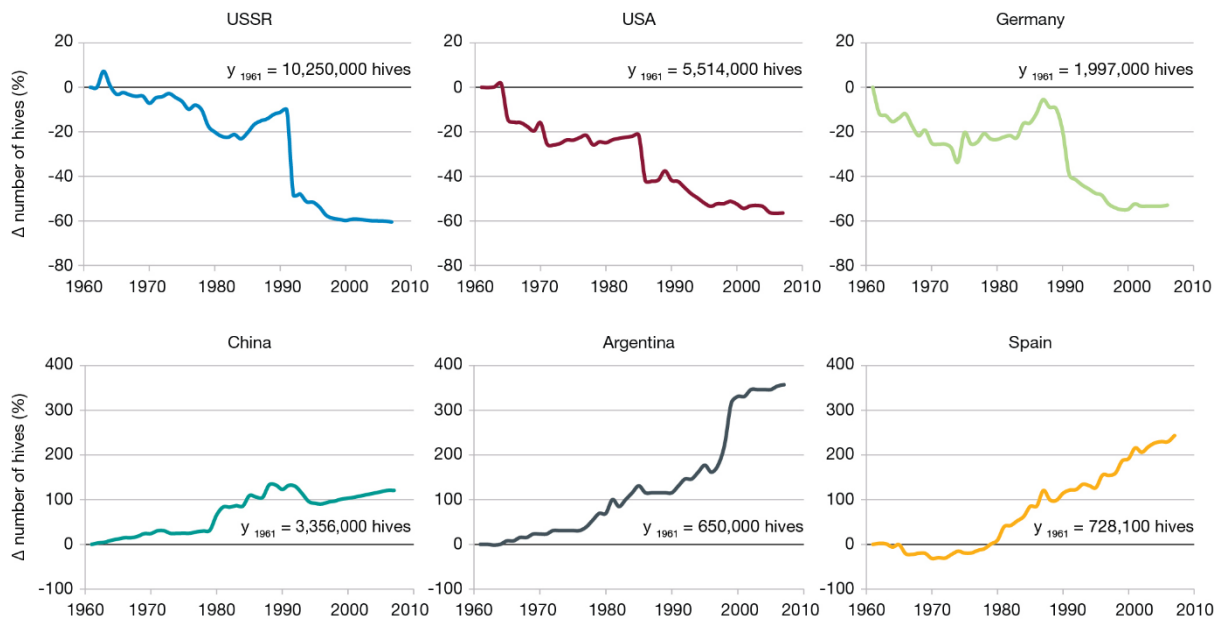 USSR
USA
Germany
Δ number of hives (%)
20
0
-20
-40
-60
-80
y 1961 = 10,250,000 hives
1960 1970 1980 1990 2000 2010
20
0
-20
-40
-60
-80
y 1961 = 5,514,000 hives
1960 1970 1980 1990 2000 2010
20
0
-20
-40
-60
-80
y 1961 = 1,997,000 hives
1960 1970 1980 1990 2000 2010
China
Argentina
Spain
Δ number of hives (%)
400
300
200
100
0
-100
y 1961 = 3,356,000 hives
1960 1970 1980 1990 2000 2010
400
300
200
100
0
-100
y 1961 = 650,000 hives
1960 1970 1980 1990 2000 2010
400
300
200
100
0
-100
y 1961 = 728,100 hives
1960 1970 1980 1990 2000 2010